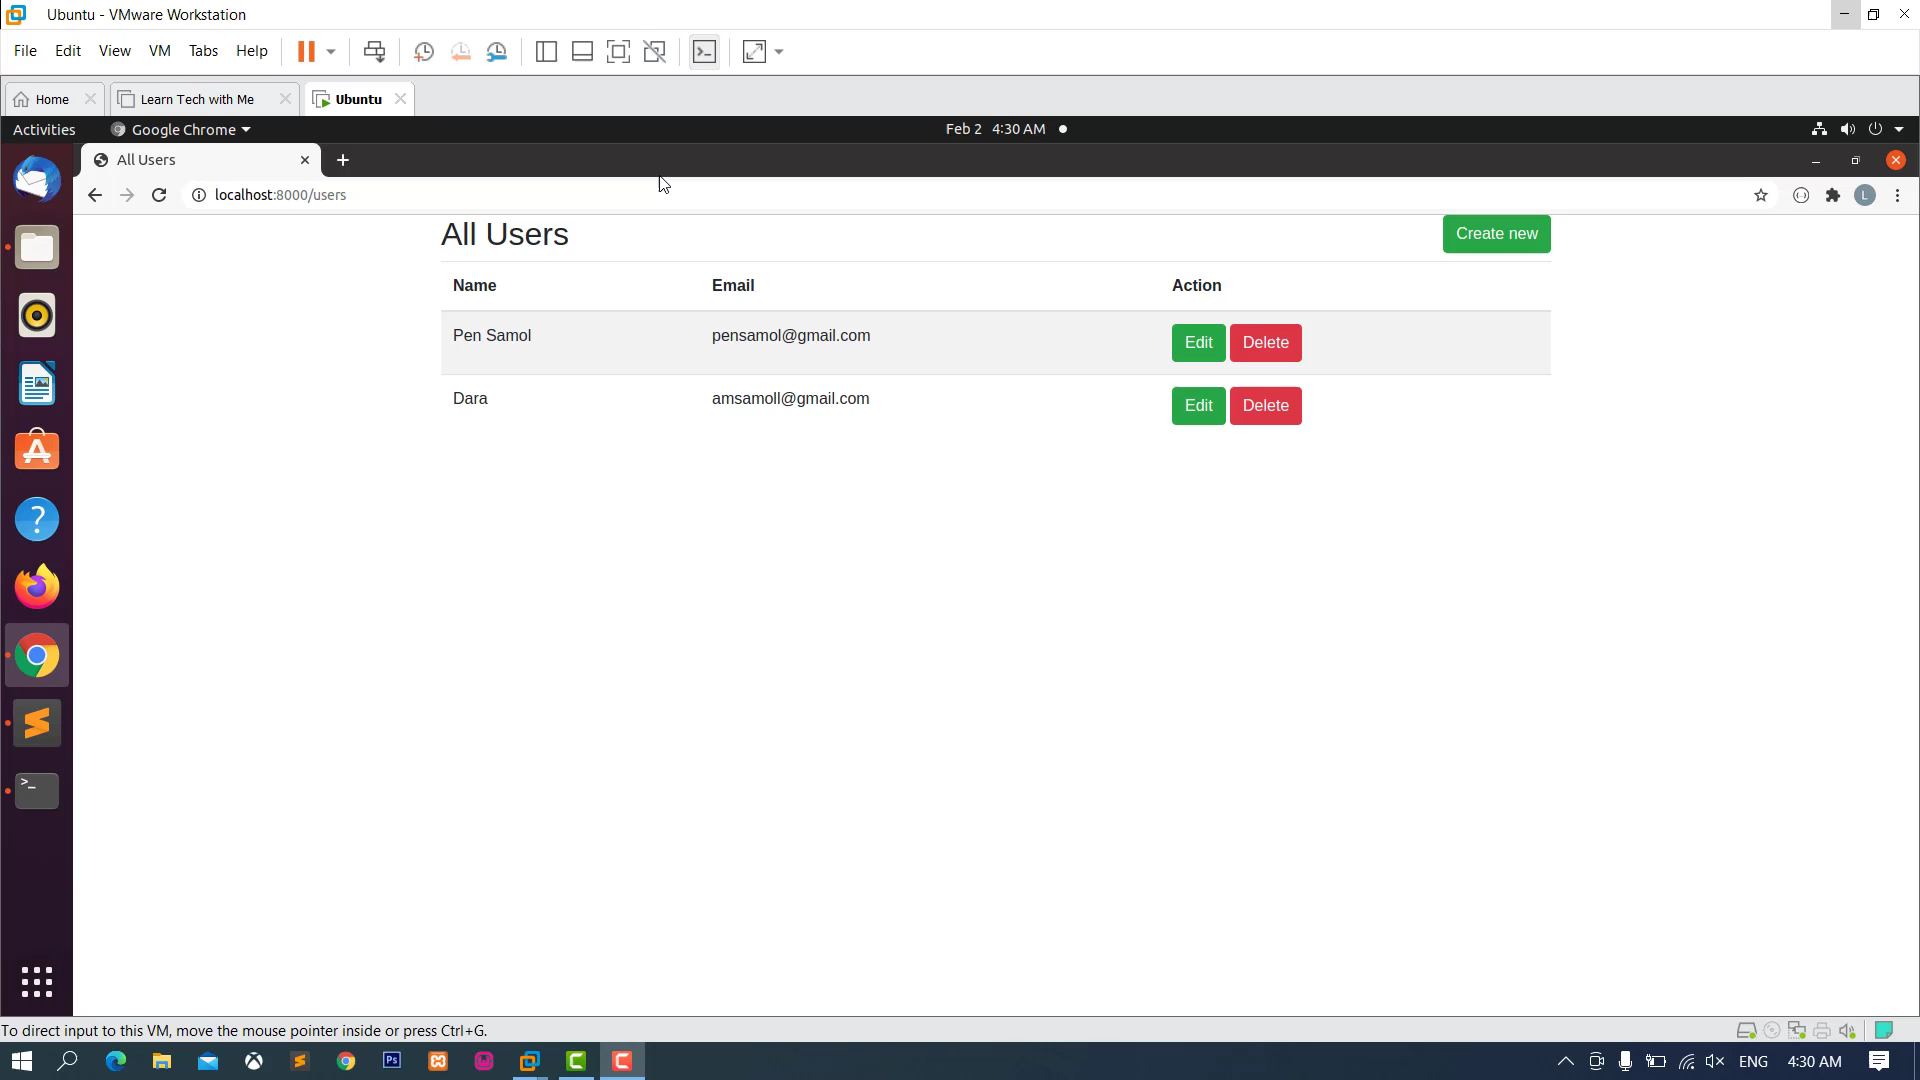 Ubuntu - VMware Workstation
File Edit View VM Tabs Help
Home Learn Tech with Me Ubuntu
Activities Google Chrome Feb 2 4:30 AM
All Users
localhost:8000/users L
All Users Create new
Name Email Action
Pen Samol pensamol@gmail.com Edit Delete
Dara amsamoll@gmail.com Edit Delete
To direct input to this VM, move the mouse pointer inside or press Ctrl+G.
Ps ENG 4:30 AM